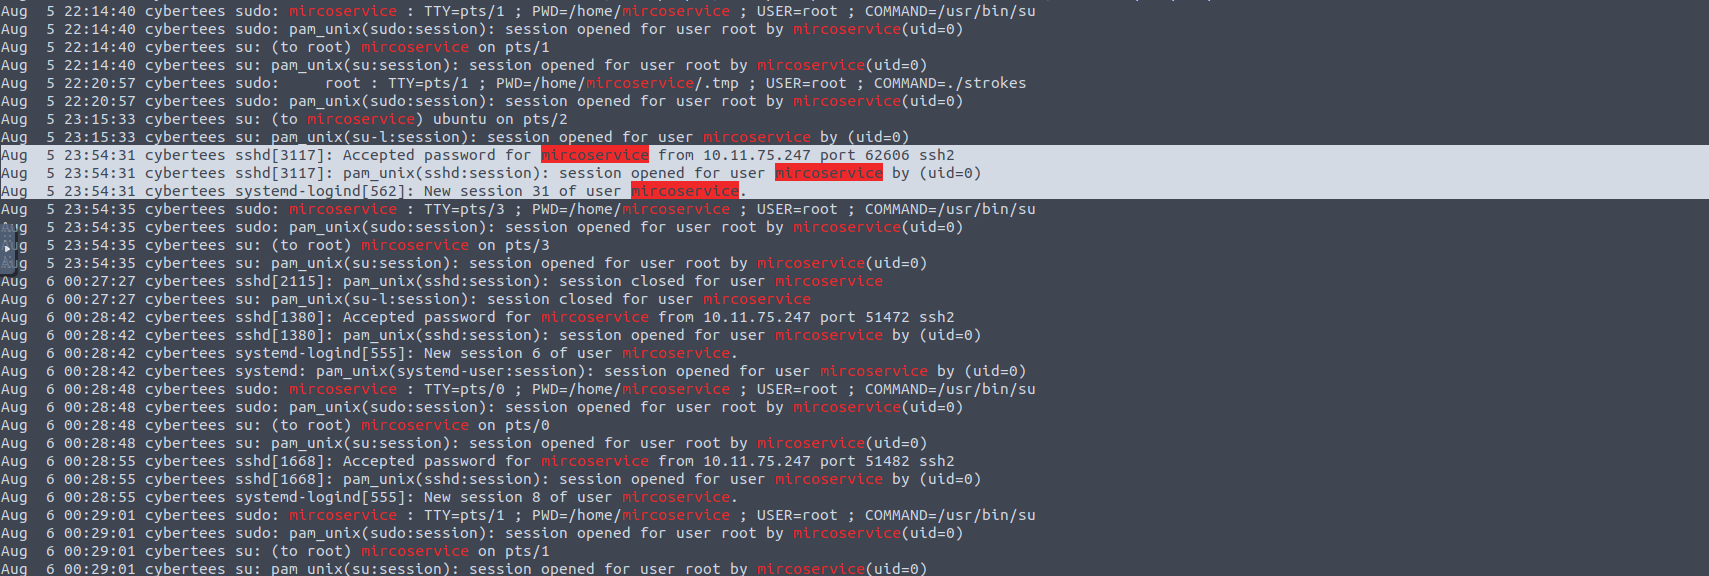 Aug  5 22:14:40 cybertees sudo: mircoservice : TTY=pts/1 ; PWD=/home/mircoservice ; USER=root ; COMMAND=/usr/bin/su
Aug  5 22:14:40 cybertees sudo: pam_unix(sudo:session): session opened for user root by mircoservice(uid=0)
Aug  5 22:14:40 cybertees su: (to root) mircoservice on pts/1
Aug  5 22:14:40 cybertees su: pam_unix(su:session): session opened for user root by mircoservice(uid=0)
Aug  5 22:20:57 cybertees sudo:     root : TTY=pts/1 ; PWD=/home/mircoservice/.tmp ; USER=root ; COMMAND=./strokes
Aug  5 22:20:57 cybertees sudo: pam_unix(sudo:session): session opened for user root by mircoservice(uid=0)
Aug  5 23:15:33 cybertees su: (to mircoservice) ubuntu on pts/2
Aug  5 23:15:33 cybertees su: pam_unix(su-l:session): session opened for user mircoservice by (uid=0)
Aug  5 23:54:31 cybertees sshd[3117]: Accepted password for mircoservice from 10.11.75.247 port 62606 ssh2
Aug  5 23:54:31 cybertees sshd[3117]: pam_unix(sshd:session): session opened for user mircoservice by (uid=0)
Aug  5 23:54:31 cybertees systemd-logind[562]: New session 31 of user mircoservice.
Aug  5 23:54:35 cybertees sudo: mircoservice : TTY=pts/3 ; PWD=/home/mircoservice ; USER=root ; COMMAND=/usr/bin/su
Aug  5 23:54:35 cybertees sudo: pam_unix(sudo:session): session opened for user root by mircoservice(uid=0)
Aug  5 23:54:35 cybertees su: (to root) mircoservice on pts/3
Aug  5 23:54:35 cybertees su: pam_unix(su:session): session opened for user root by mircoservice(uid=0)
Aug  6 00:27:27 cybertees sshd[2115]: pam_unix(sshd:session): session closed for user mircoservice
Aug  6 00:27:27 cybertees su: pam_unix(su-l:session): session closed for user mircoservice
Aug  6 00:28:42 cybertees sshd[1380]: Accepted password for mircoservice from 10.11.75.247 port 51472 ssh2
Aug  6 00:28:42 cybertees sshd[1380]: pam_unix(sshd:session): session opened for user mircoservice by (uid=0)
Aug  6 00:28:42 cybertees systemd-logind[555]: New session 6 of user mircoservice.
Aug  6 00:28:42 cybertees systemd: pam_unix(systemd-user:session): session opened for user mircoservice by (uid=0)
Aug  6 00:28:48 cybertees sudo: mircoservice : TTY=pts/0 ; PWD=/home/mircoservice ; USER=root ; COMMAND=/usr/bin/su
Aug  6 00:28:48 cybertees sudo: pam_unix(sudo:session): session opened for user root by mircoservice(uid=0)
Aug  6 00:28:48 cybertees su: (to root) mircoservice on pts/0
Aug  6 00:28:48 cybertees su: pam_unix(su:session): session opened for user root by mircoservice(uid=0)
Aug  6 00:28:55 cybertees sshd[1668]: Accepted password for mircoservice from 10.11.75.247 port 51482 ssh2
Aug  6 00:28:55 cybertees sshd[1668]: pam_unix(sshd:session): session opened for user mircoservice by (uid=0)
Aug  6 00:28:55 cybertees systemd-logind[555]: New session 8 of user mircoservice.
Aug  6 00:29:01 cybertees sudo: mircoservice : TTY=pts/1 ; PWD=/home/mircoservice ; USER=root ; COMMAND=/usr/bin/su
Aug  6 00:29:01 cybertees sudo: pam_unix(sudo:session): session opened for user root by mircoservice(uid=0)
Aug  6 00:29:01 cybertees su: (to root) mircoservice on pts/1
Aug  6 00:29:01 cybertees su: pam_unix(su:session): session opened for user root by mircoservice(uid=0)